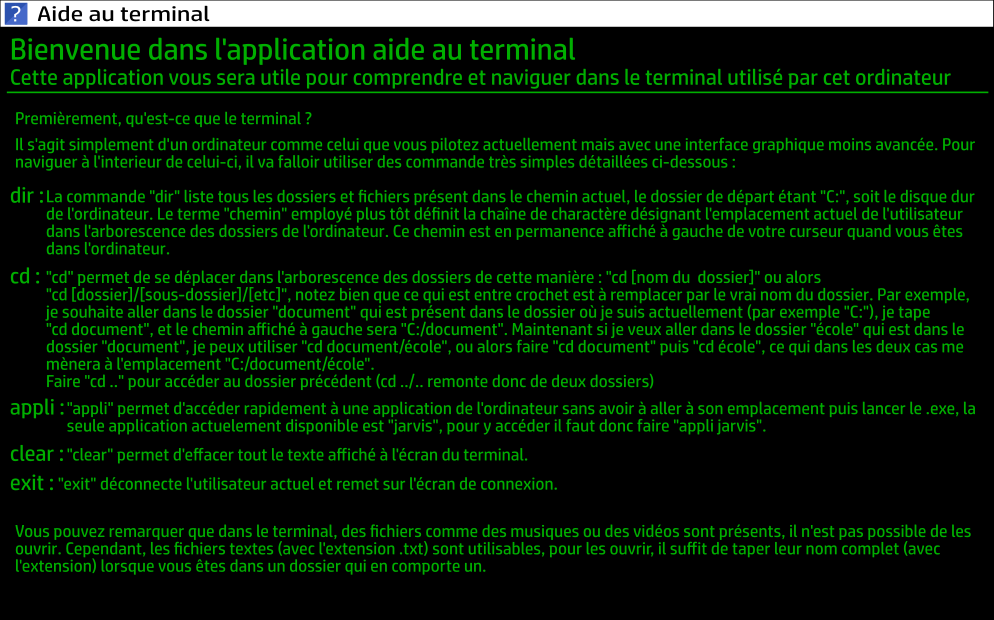 ? Aide au terminal
Bienvenue dans l'application aide au terminal
Cette application vous sera utile pour comprendre et naviguer dans le terminal utilisé par cet ordinateur
Premièrement, qu'est-ce que le terminal ?
Il s'agit simplement d'un ordinateur comme celui que vous pilotez actuellement mais avec une interface graphique moins avancée. Pour
naviguer à l'interieur de celui-ci, il va falloir utiliser des commande très simples détaillées ci-dessous :
dir : La commande "dir" liste tous les dossiers et fichiers présent dans le chemin actuel, le dossier de départ étant "C:", soit le disque dur
de l'ordinateur. Le terme "chemin" employé plus tôt définit la chaîne de charactère désignant l'emplacement actuel de l'utilisateur
dans l'arborescence des dossiers de l'ordinateur. Ce chemin est en permanence affiché à gauche de votre curseur quand vous êtes
dans l'ordinateur.
cd : "cd" permet de se déplacer dans l'arborescence des dossiers de cette manière : "cd [nom du  dossier]" ou alors
"cd [dossier]/[sous-dossier]/[etc]", notez bien que ce qui est entre crochet est à remplacer par le vrai nom du dossier. Par exemple,
je souhaite aller dans le dossier "document" qui est présent dans le dossier où je suis actuellement (par exemple "C:"), je tape
"cd document", et le chemin affiché à gauche sera "C:/document". Maintenant si je veux aller dans le dossier "école" qui est dans le
dossier "document", je peux utiliser "cd document/école", ou alors faire "cd document" puis "cd école", ce qui dans les deux cas me
mènera à l'emplacement "C:/document/école".
Faire "cd .." pour accéder au dossier précédent (cd ../.. remonte donc de deux dossiers)
appli : "appli" permet d'accéder rapidement à une application de l'ordinateur sans avoir à aller à son emplacement puis lancer le .exe, la
seule application actuelement disponible est "jarvis", pour y accéder il faut donc faire "appli jarvis".
clear : "clear" permet d'effacer tout le texte affiché à l'écran du terminal.
exit : "exit" déconnecte l'utilisateur actuel et remet sur l'écran de connexion.
Vous pouvez remarquer que dans le terminal, des fichiers comme des musiques ou des vidéos sont présents, il n'est pas possible de les
ouvrir. Cependant, les fichiers textes (avec l'extension .txt) sont utilisables, pour les ouvrir, il suffit de taper leur nom complet (avec
l'extension) lorsque vous êtes dans un dossier qui en comporte un.